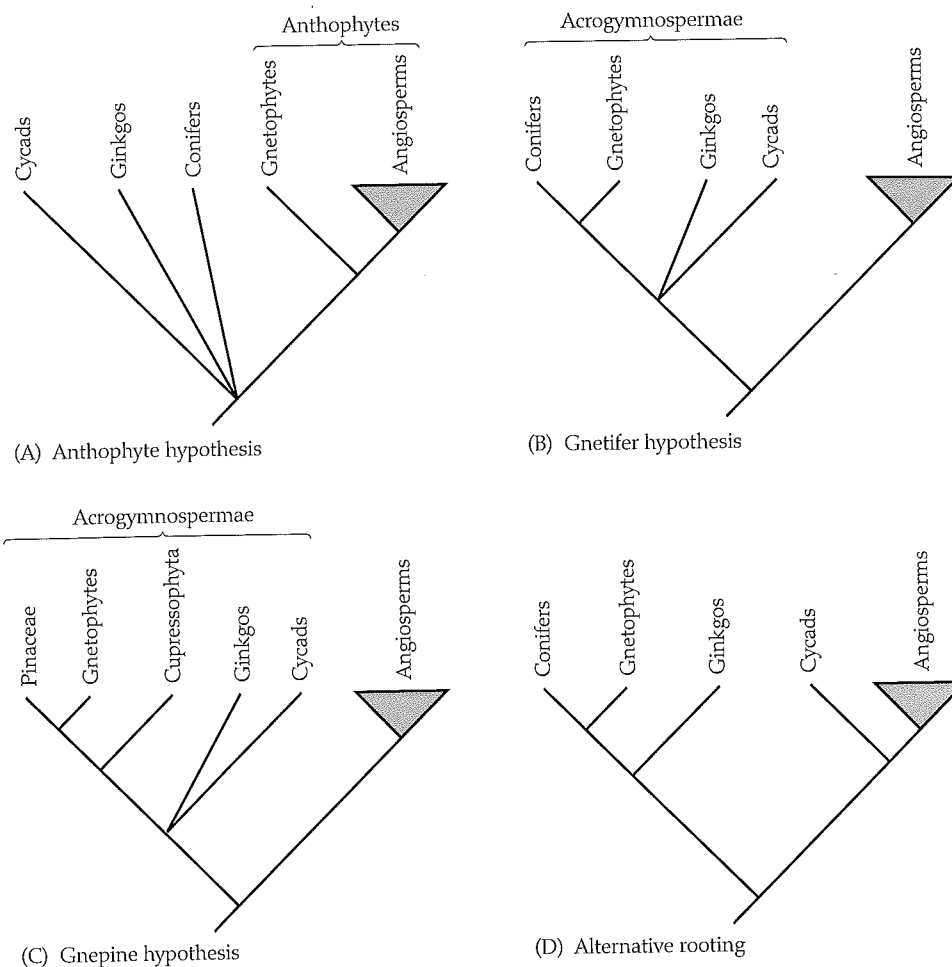 Anthophytes
Cycads
Ginkgos
Conifers
Gnetophytes
Angiosperms
(A) Anthophyte hypothesis
Acrogymnospermae
Conifers
Gnetophytes
Ginkgos
Cycads
Angiosperms
(B) Gnetifer hypothesis
Acrogymnospermae
Pinaceae
Gnetophytes
Cupressophyta
Ginkgos
Cycads
Angiosperms
(C) Gnepine hypothesis
Conifers
Gnetophytes
Ginkgos
Cycads
Angiosperms
(D) Alternative rooting